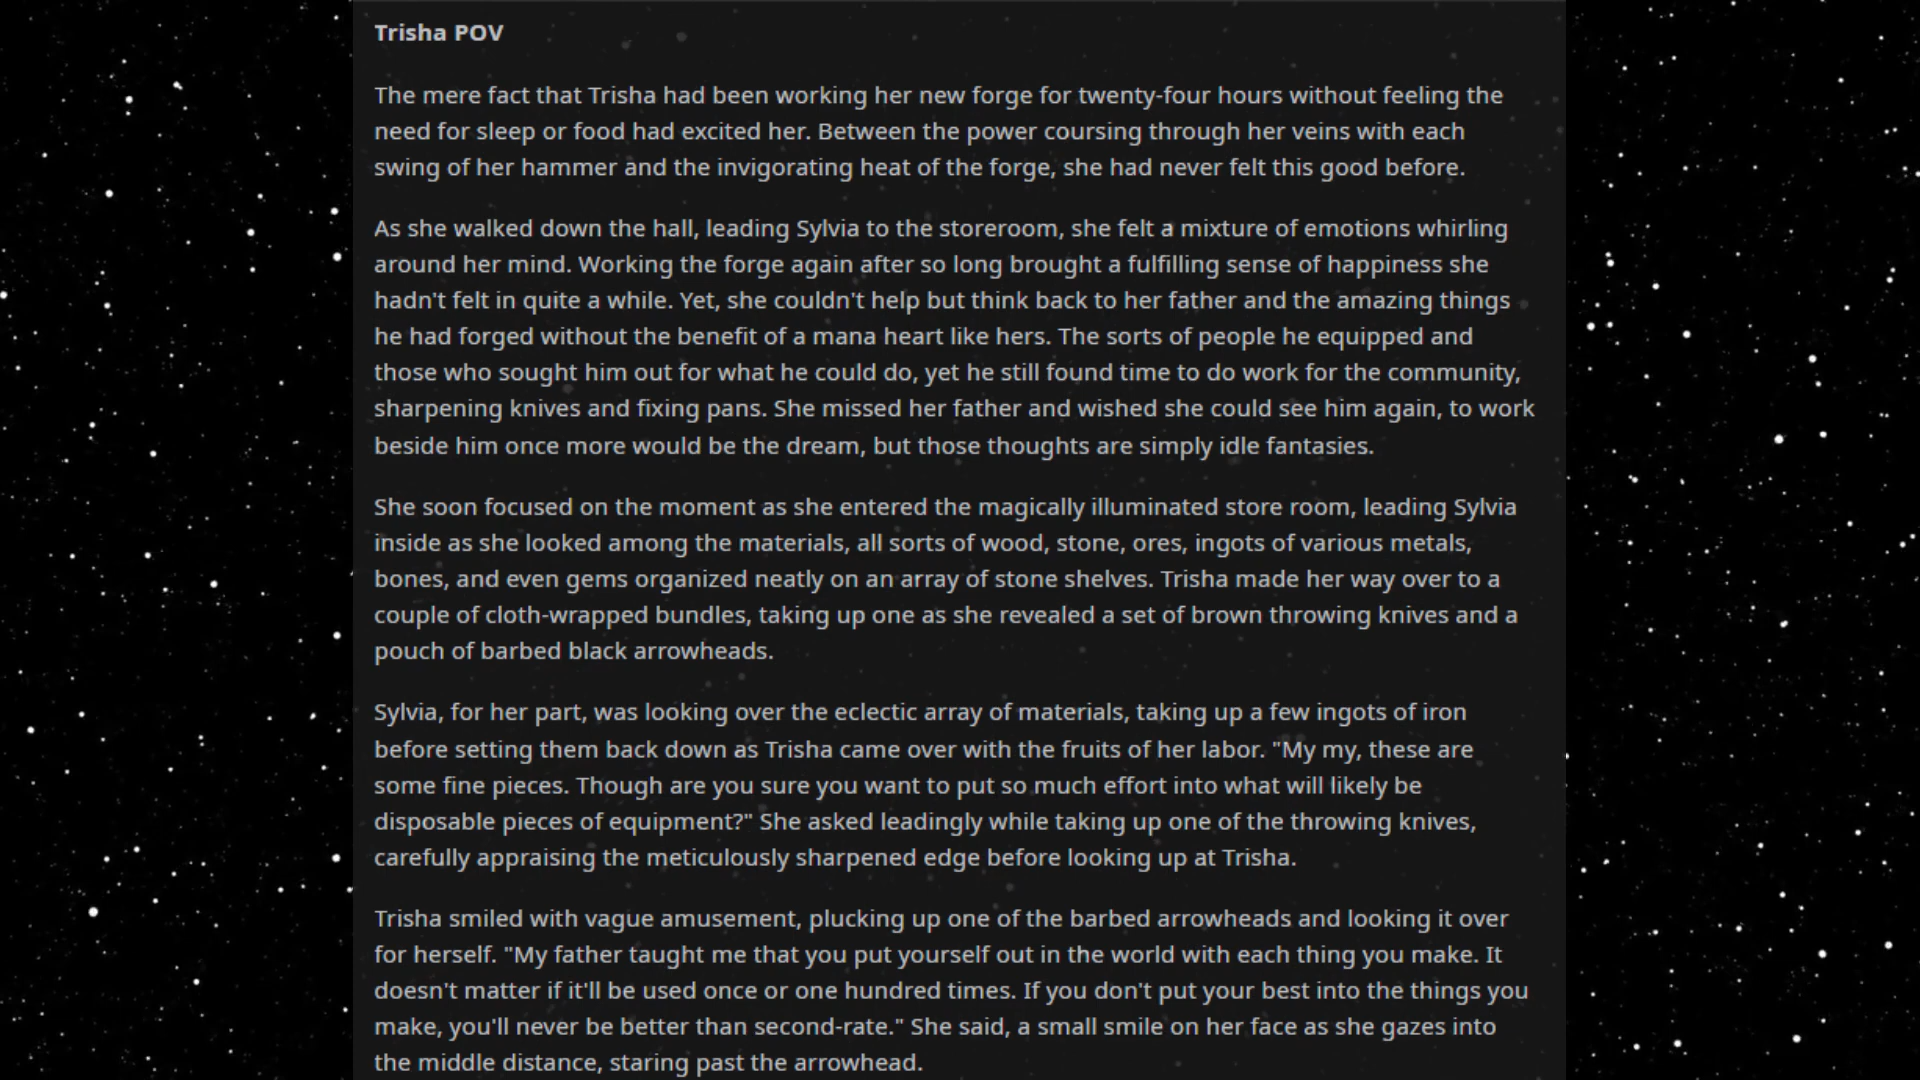 Trisha POV
The mere fact that Trisha had been working her new forge for twenty-four hours without feeling the
need for sleep or food had excited her. Between the power coursing through her veins with each
swing of her hammer and the invigorating heat of the forge, she had never felt this good before.
As she walked down the hall, leading Sylvia to the storeroom, she felt a mixture of emotions whirling
around her mind. Working the forge again after so long brought a fulfilling sense of happiness she
hadn't felt in quite a while. Yet, she couldn't help but think back to her father and the amazing things
he had forged without the benefit of a mana heart like hers. The sorts of people he equipped and
those who sought him out for what he could do, yet he still found time to do work for the community,
sharpening knives and fixing pans. She missed her father and wished she could see him again, to work
beside him once more would be the dream, but those thoughts are simply idle fantasies.
She soon focused on the moment as she entered the magically illuminated store room, leading Sylvia
inside as she looked among the materials, all sorts of wood, stone, ores, ingots of various metals,
bones, and even gems organized neatly on an array of stone shelves. Trisha made her way over to a
couple of cloth-wrapped bundles, taking up one as she revealed a set of brown throwing knives and a
pouch of barbed black arrowheads.
Sylvia, for her part, was looking over the eclectic array of materials, taking up a few ingots of iron
before setting them back down as Trisha came over with the fruits of her labor. "My my, these are
some fine pieces. Though are you sure you want to put so much effort into what will likely be
disposable pieces of equipment?" She asked leadingly while taking up one of the throwing knives,
carefully appraising the meticulously sharpened edge before looking up at Trisha.
Trisha smiled with vague amusement, plucking up one of the barbed arrowheads and looking it over
for herself. "My father taught me that you put yourself out in the world with each thing you make. It
doesn't matter if it'll be used once or one hundred times. If you don't put your best into the things you
make, you'll never be better than second-rate." She said, a small smile on her face as she gazes into
the middle distance, staring past the arrowhead.